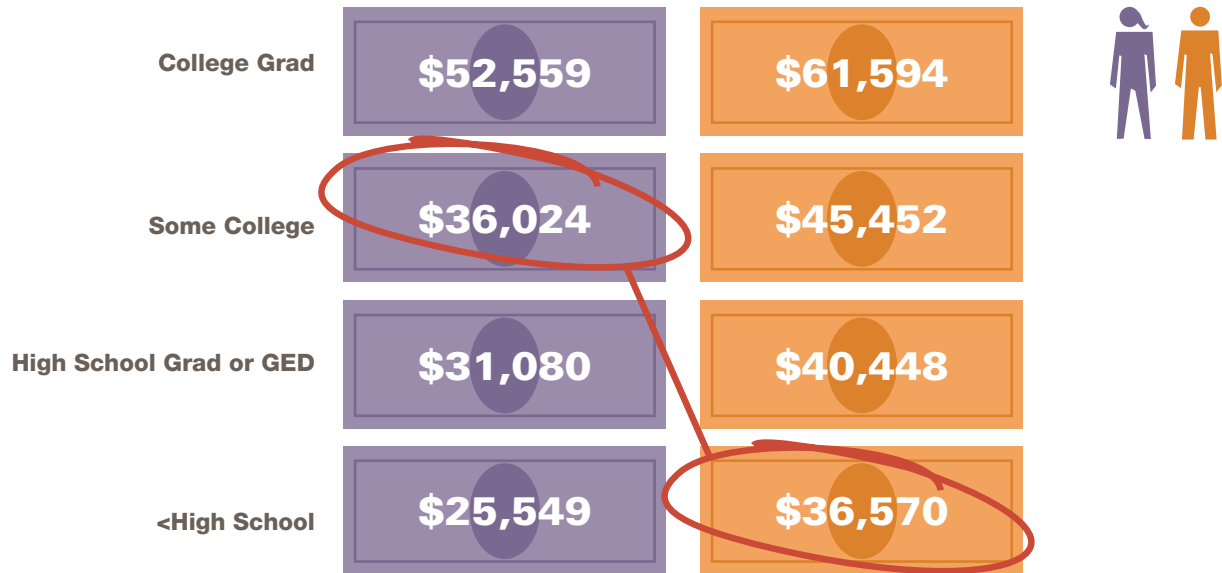 College Grad $52,559 $61,594
Some College $36,024 $45,452
High School Grad or GED $31,080 $40,448
<High School $25,549 $36,570